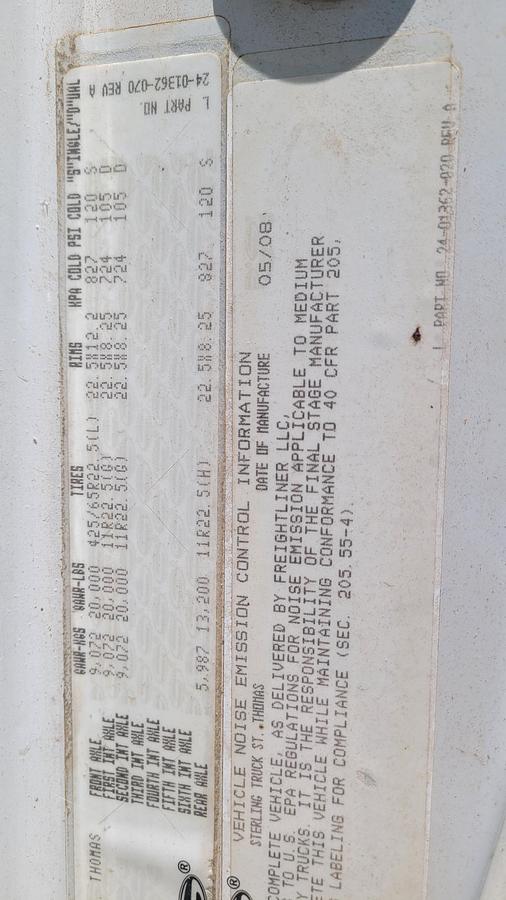 GAWR-KGS GAWR-LBS TIRES RIMS KPA COLD PSI COLD "S"INGLE/"D"UAL
THOMAS FRONT AXLE 9,072 20,000 425/65R22.5(L) 22.5X12.2 827 120 S
FIRST INT AXLE 9,072 20,000 11R22.5(G) 22.5X8.25 724 105 D
SECOND INT AXLE 9,072 20,000 11R22.5(G) 22.5X8.25 724 105 D
THIRD INT AXLE
FOURTH INT AXLE
FIFTH INT AXLE
SIXTH INT AXLE
REAR AXLE 5,987 13,200 11R22.5(H) 22.5X8.25 827 120 S
L PART NO.
24-01362-070 REV A
®
VEHICLE NOISE EMISSION CONTROL INFORMATION
STERLING TRUCK ST. THOMAS DATE OF MANUFACTURE 05/08
COMPLETE VEHICLE, AS DELIVERED BY FREIGHTLINER LLC,
TO U.S. EPA REGULATIONS FOR NOISE EMISSION APPLICABLE TO MEDIUM
Y TRUCKS. IT IS THE RESPONSIBILITY OF THE FINAL STAGE MANUFACTURER
ETE THIS VEHICLE WHILE MAINTAINING CONFORMANCE TO 40 CFR PART 205,
LABELING FOR COMPLIANCE (SEC. 205.55-4).
L PART NO. 24-01362-020 REV A
®